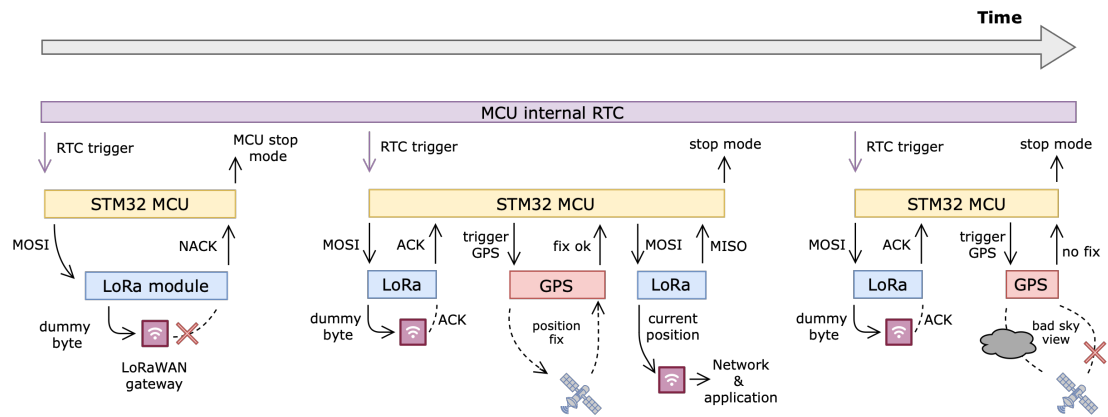 Time
MCU internal RTC
RTC trigger
MCU stop
mode
STM32 MCU
MOSI
NACK
LoRa module
dummy
byte
LoRaWAN
gateway
RTC trigger
stop mode
STM32 MCU
MOSI
ACK
trigger
GPS
fix ok
MOSI
MISO
LoRa
GPS
LoRa
dummy
byte
ACK
position
fix
current
position
Network
&
application
RTC trigger
stop mode
STM32 MCU
MOSI
ACK
trigger
GPS
no fix
LoRa
GPS
dummy
byte
ACK
bad sky
view